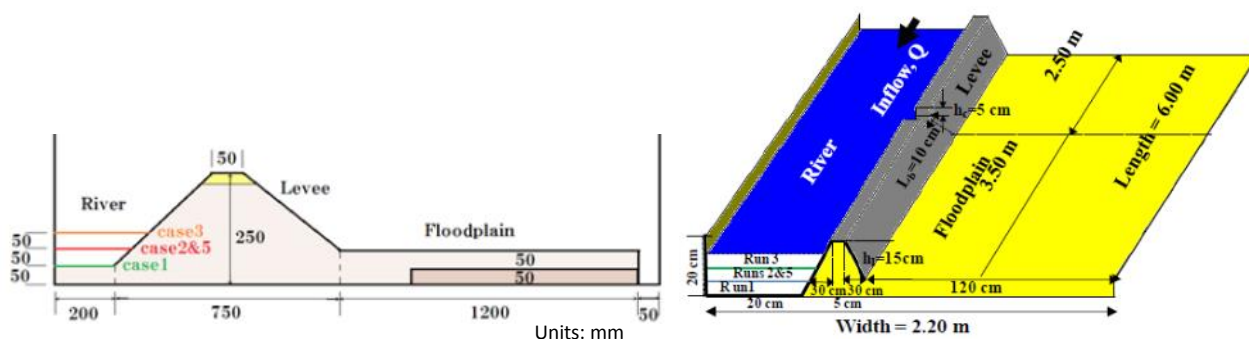 50
River
Levee
case3
case2&5
case1
50
50
50
250
Floodplain
50
50
200
750
1200
50
Units: mm
Inflow, Q
Levee
2.50 m
hc=5 cm
Lb=10 cm
Length = 6.00 m
River
Floodplain
3.50 m
20 cm
Run 3
Runs 2&5
Run1
hl=15cm
30 cm
30 cm
120 cm
20 cm
5 cm
Width = 2.20 m